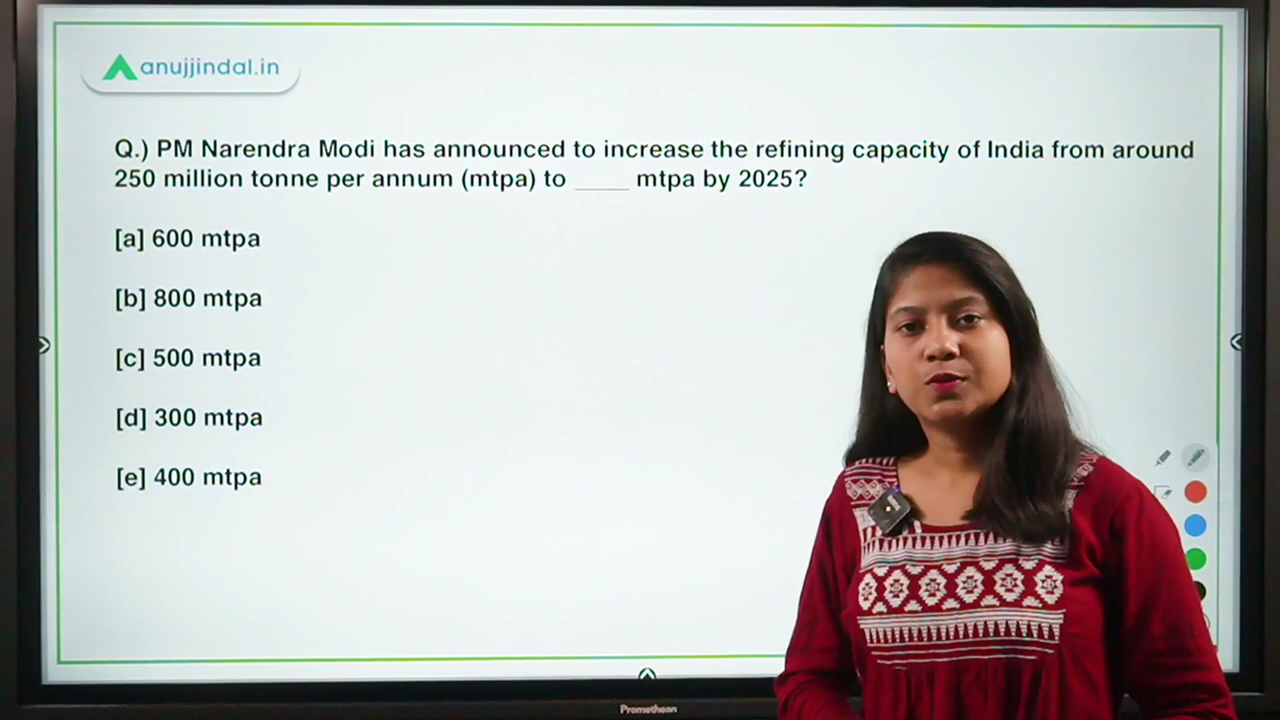 anujjindal.in
Q.) PM Narendra Modi has announced to increase the refining capacity of India from around
250 million tonne per annum (mtpa) to ____ mtpa by 2025?
[a] 600 mtpa
[b] 800 mtpa
[c] 500 mtpa
[d] 300 mtpa
[e] 400 mtpa
Promethean